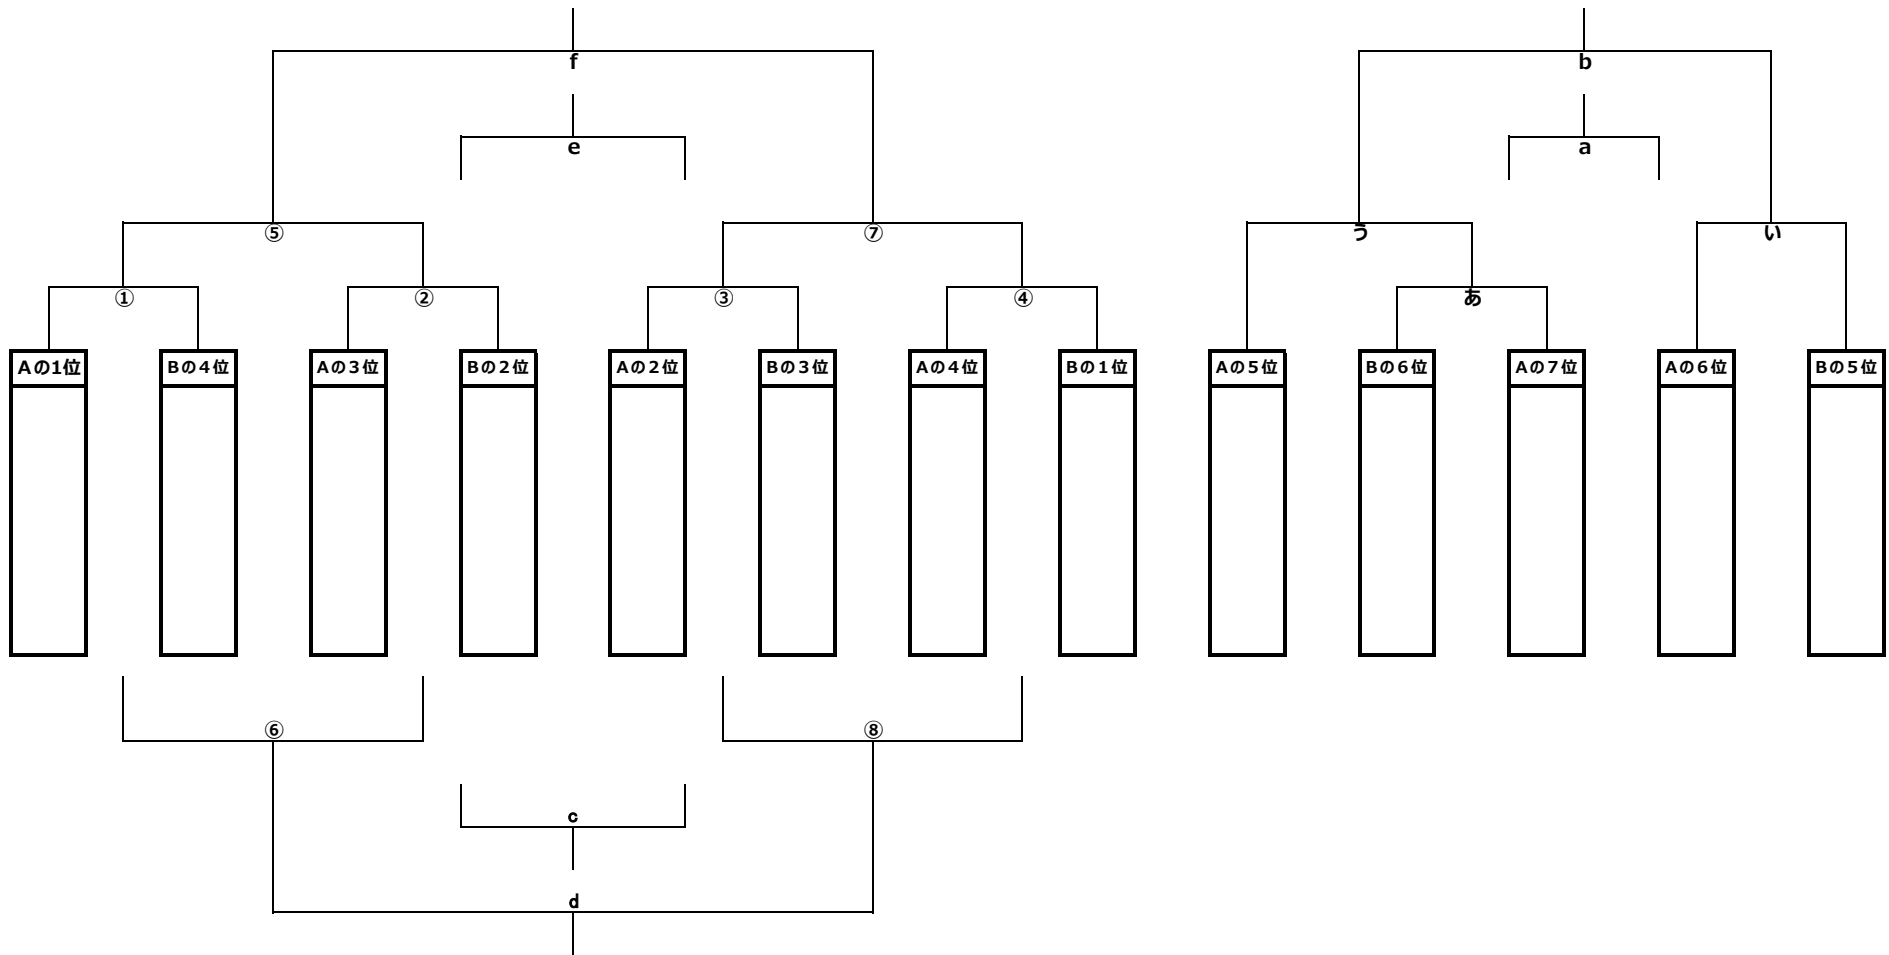 f
b
e
a
⑤
⑦
う
い
①
②
③
④
あ
Aの1位
Bの４位
Aの３位
Bの２位
Aの２位
Bの３位
Aの４位
Bの１位
Aの５位
Bの６位
Aの７位
Aの６位
Bの５位
⑥
⑧
c
d